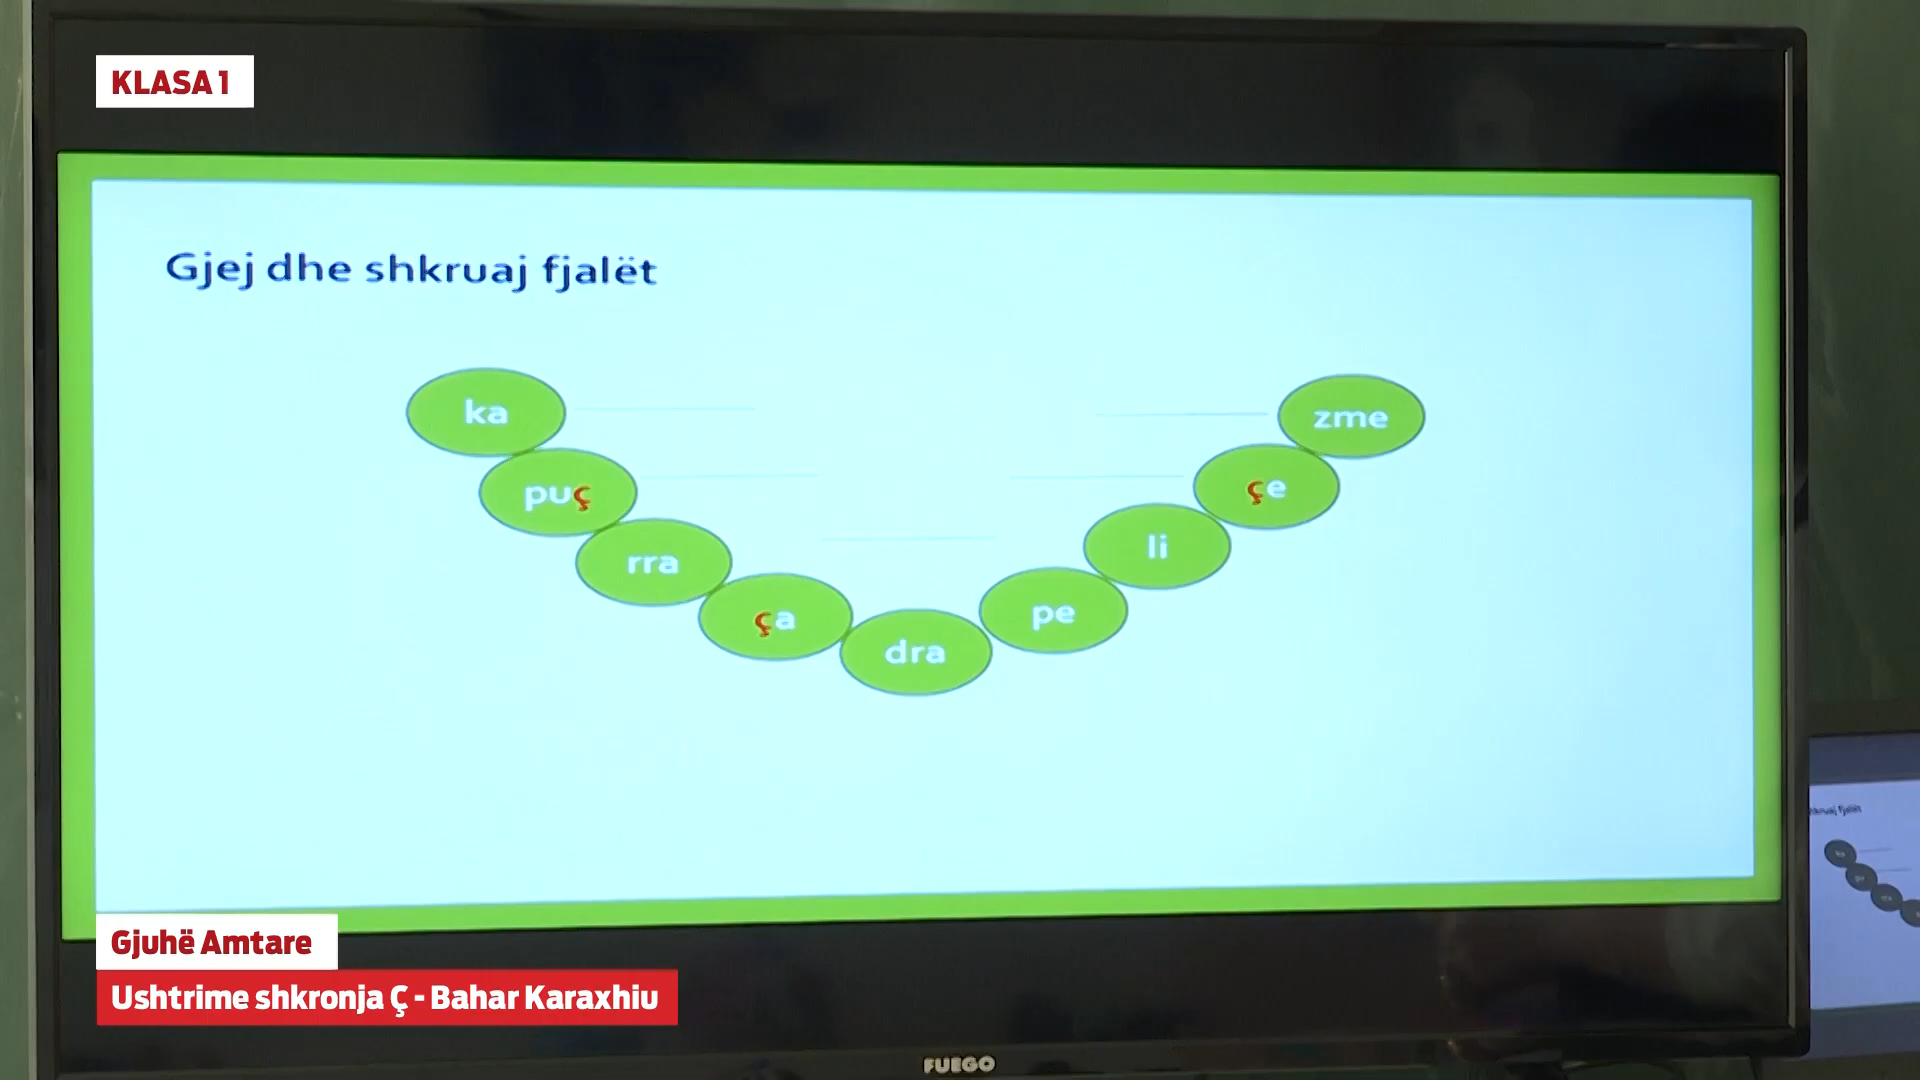 KLASA 1
Gjej dhe shkruaj fjalët
ka
puç
rra
ça
dra
pe
li
çe
zme
Gjuhë Amtare
Ushtrime shkronja Ç - Bahar Karaxhiu
FUEGO